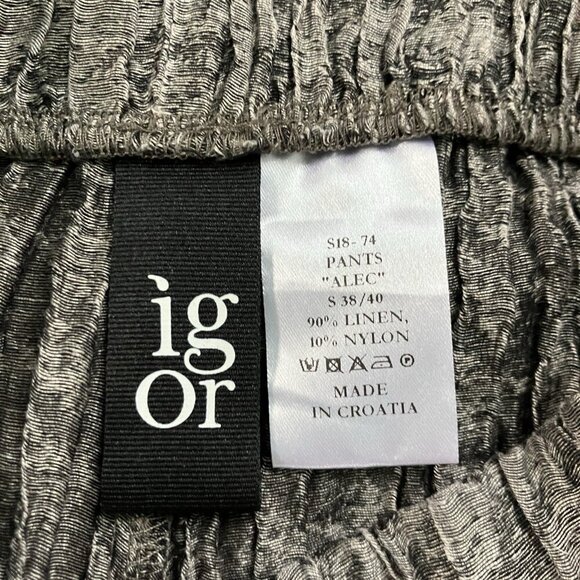 ig
or
S18-74
PANTS
"ALEC"
S 38/40
90% LINEN,
10% NYLON
MADE
IN CROATIA